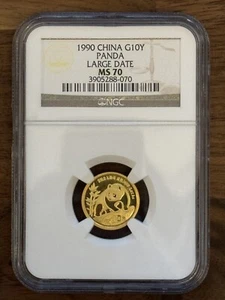 1990 CHINA G10Y
PANDA
LARGE DATE
MS 70
3905288-070
NGC